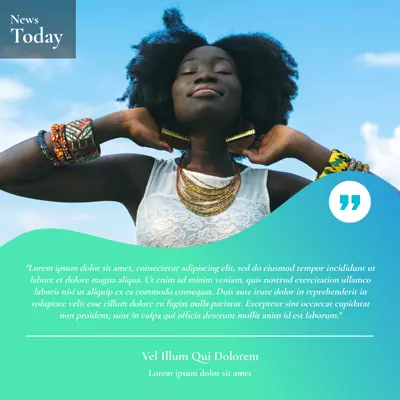 News
Today
"Lorem ipsum dolor sit amet, consectetur adipiscing elit, sed do eiusmod tempor incididunt ut
labore et dolore magna aliqua. Ut enim ad minim veniam, quis nostrud exercitation ullamco
laboris nisi ut aliquip ex ea commodo consequat. Duis aute irure dolor in reprehenderit in
voluptate velit esse cillum dolore eu fugiat nulla pariatur. Excepteur sint occaecat cupidatat
non proident, sunt in culpa qui officia deserunt mollit anim id est laborum."
Vel Illum Qui Dolorem
Lorem ipsum dolor sit amet